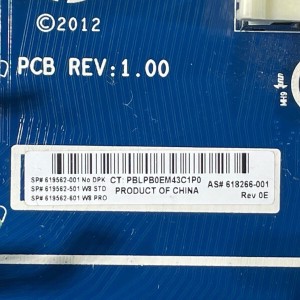 ©2012
PCB REV:1.00
MH9
SP# 619562-001 No DPK CT: PBLPB0EM43C1P0
SP# 619562-501 W8 STD PRODUCT OF CHINA AS# 618266-001
SP# 619562-601 W8 PRO Rev 0E